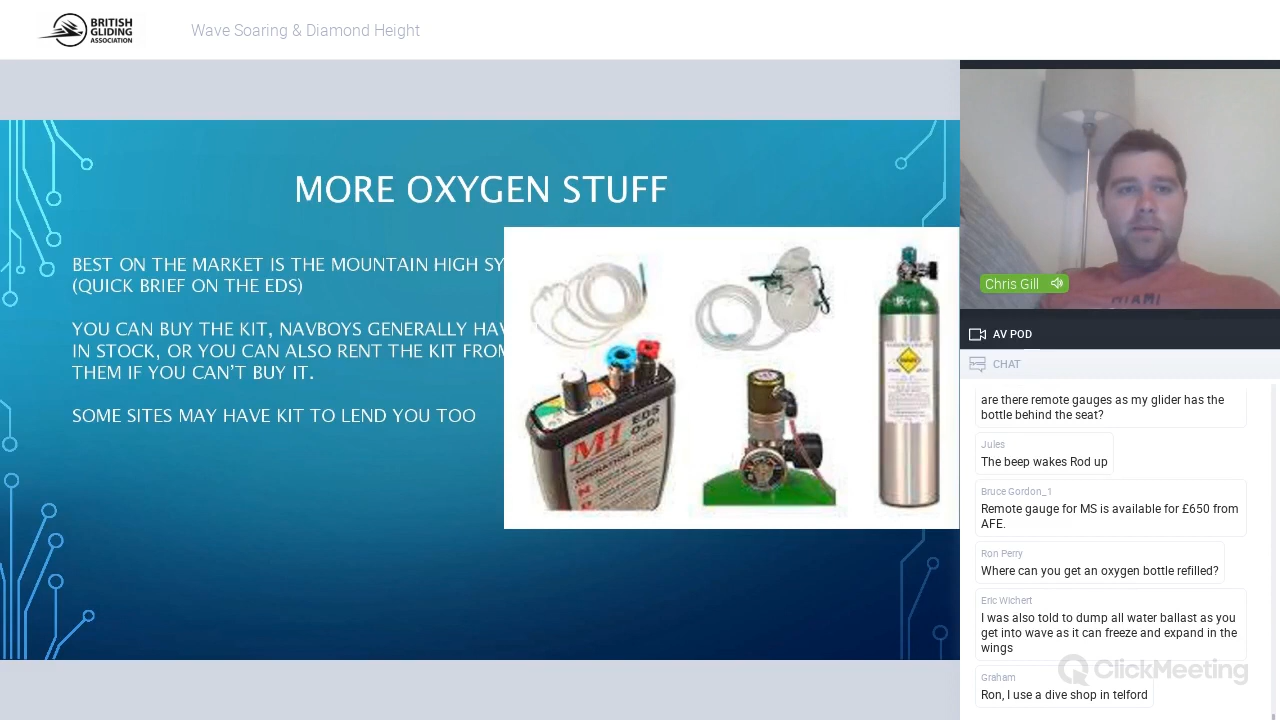 BRITISH
GLIDING
ASSOCIATION
Wave Soaring & Diamond Height
MORE OXYGEN STUFF
BEST ON THE MARKET IS THE MOUNTAIN HIGH SY
(QUICK BRIEF ON THE EDS)
YOU CAN BUY THE KIT, NAVBOYS GENERALLY HAV
IN STOCK, OR YOU CAN ALSO RENT THE KIT FROM
THEM IF YOU CAN'T BUY IT.
SOME SITES MAY HAVE KIT TO LEND YOU TOO
MH
EDS
O2D1
OPERATION MODES
Chris Gill
MIAMI
AV POD
CHAT
are there remote gauges as my glider has the
bottle behind the seat?
Jules
The beep wakes Rod up
Bruce Gordon_1
Remote gauge for MS is available for £650 from
AFE.
Ron Perry
Where can you get an oxygen bottle refilled?
Eric Wichert
I was also told to dump all water ballast as you
get into wave as it can freeze and expand in the
wings
Graham
Ron, I use a dive shop in telford
ClickMeeting